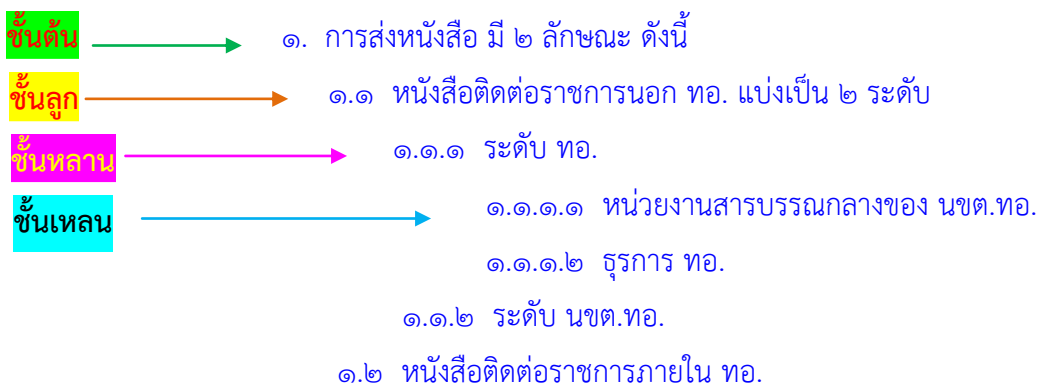 ชั้นต้น ๑. การส่งหนังสือ มี ๒ ลักษณะ ดังนี้
ชั้นลูก ๑.๑ หนังสือติดต่อราชการนอก ทอ. แบ่งเป็น ๒ ระดับ
ชั้นหลาน ๑.๑.๑ ระดับ ทอ.
ชั้นเหลน ๑.๑.๑.๑ หน่วยงานสารบรรณกลางของ นขต.ทอ.
๑.๑.๑.๒ ธุรการ ทอ.
๑.๑.๒ ระดับ นขต.ทอ.
๑.๒ หนังสือติดต่อราชการภายใน ทอ.